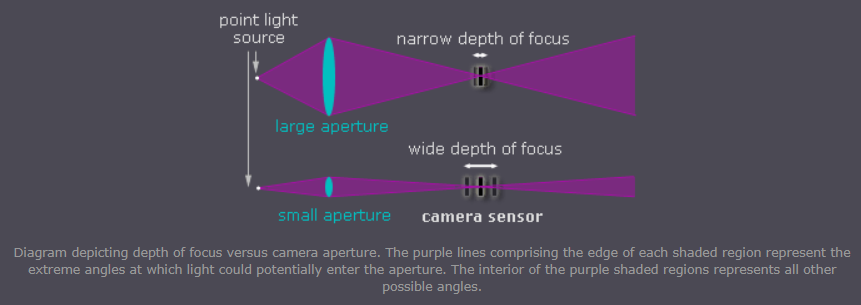 point light
source
narrow depth of focus
large aperture
wide depth of focus
small aperture
camera sensor
Diagram depicting depth of focus versus camera aperture. The purple lines comprising the edge of each shaded region represent the
extreme angles at which light could potentially enter the aperture. The interior of the purple shaded regions represents all other
possible angles.